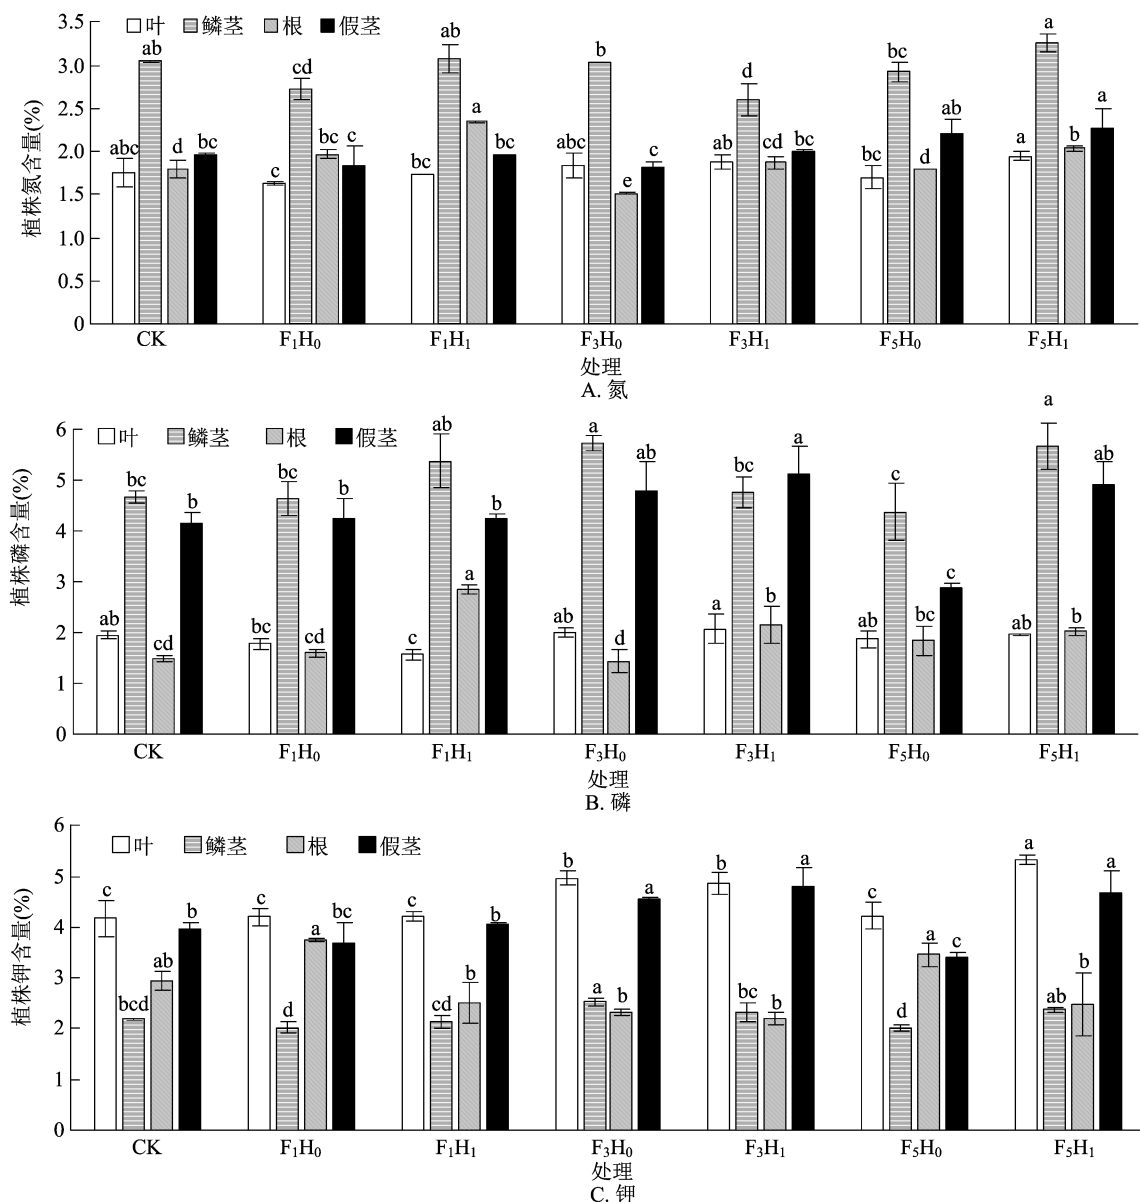 叶 鳞茎 根 假茎
植株氮含量(%)
3.5
3.0
2.5
2.0
1.5
1.0
0.5
0
abc ab d bc
c cd bc c
bc ab a bc
abc b e c
ab d cd bc
bc bc d ab
a a b a
CK F₁H₀ F₁H₁ F₃H₀ F₃H₁ F₅H₀ F₅H₁
处理
A. 氮
叶 鳞茎 根 假茎
植株磷含量(%)
6
5
4
3
2
1
0
ab bc cd b
bc bc cd b
c ab a b
ab a d ab
a bc b a
ab c bc c
ab a b ab
CK F₁H₀ F₁H₁ F₃H₀ F₃H₁ F₅H₀ F₅H₁
处理
B. 磷
叶 鳞茎 根 假茎
植株钾含量(%)
6
5
4
3
2
1
0
c bcd ab b
c d a bc
c cd b b
b a b a
b bc b a
c d a c
a ab b a
CK F₁H₀ F₁H₁ F₃H₀ F₃H₁ F₅H₀ F₅H₁
处理
C. 钾